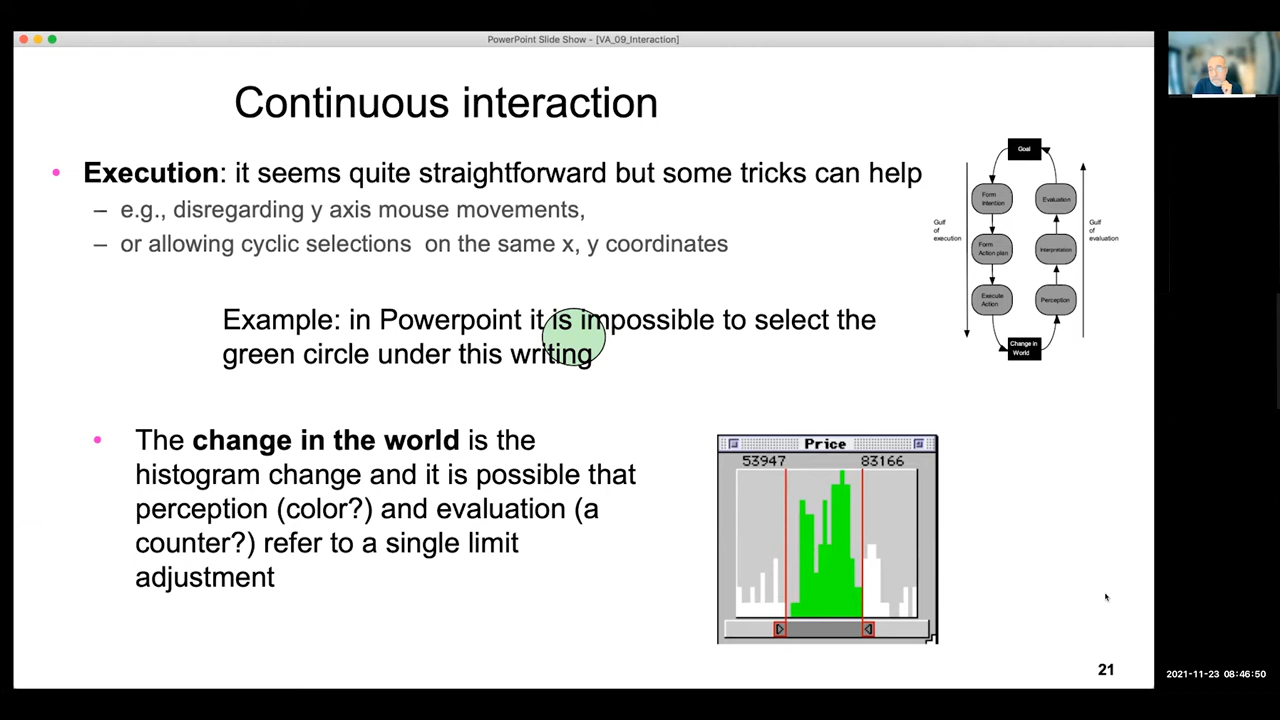 PowerPoint Slide Show - [VA_09_Interaction]
Continuous interaction
• Execution: it seems quite straightforward but some tricks can help
– e.g., disregarding y axis mouse movements,
– or allowing cyclic selections on the same x, y coordinates
Example: in Powerpoint it is impossible to select the
green circle under this writing
Goal
Form
Intention
Evaluation
Gulf
of
execution
Gulf
of
evaluation
Form
Action plan
Interpretation
Execute
Action
Perception
Change in
World
• The change in the world is the
histogram change and it is possible that
perception (color?) and evaluation (a
counter?) refer to a single limit
adjustment
Price
53947 83166
21
2021-11-23 08:46:50